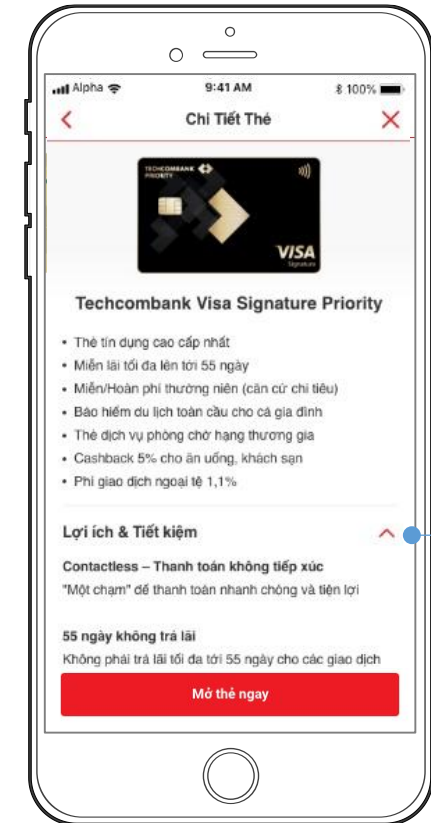 Alpha 9:41 AM 100%
Chi Tiết Thẻ
TECHCOMBANK
PRIORITY
VISA
Signature
Techcombank Visa Signature Priority
• Thẻ tín dụng cao cấp nhất
• Miễn lãi tối đa lên tới 55 ngày
• Miễn/Hoàn phí thường niên (căn cứ chi tiêu)
• Bảo hiểm du lịch toàn cầu cho cả gia đình
• Thẻ dịch vụ phòng chờ hạng thương gia
• Cashback 5% cho ăn uống, khách sạn
• Phí giao dịch ngoại tệ 1,1%
Lợi ích & Tiết kiệm
Contactless – Thanh toán không tiếp xúc
"Một chạm" để thanh toán nhanh chóng và tiện lợi
55 ngày không trả lãi
Không phải trả lãi tối đa tới 55 ngày cho các giao dịch
Mở thẻ ngay